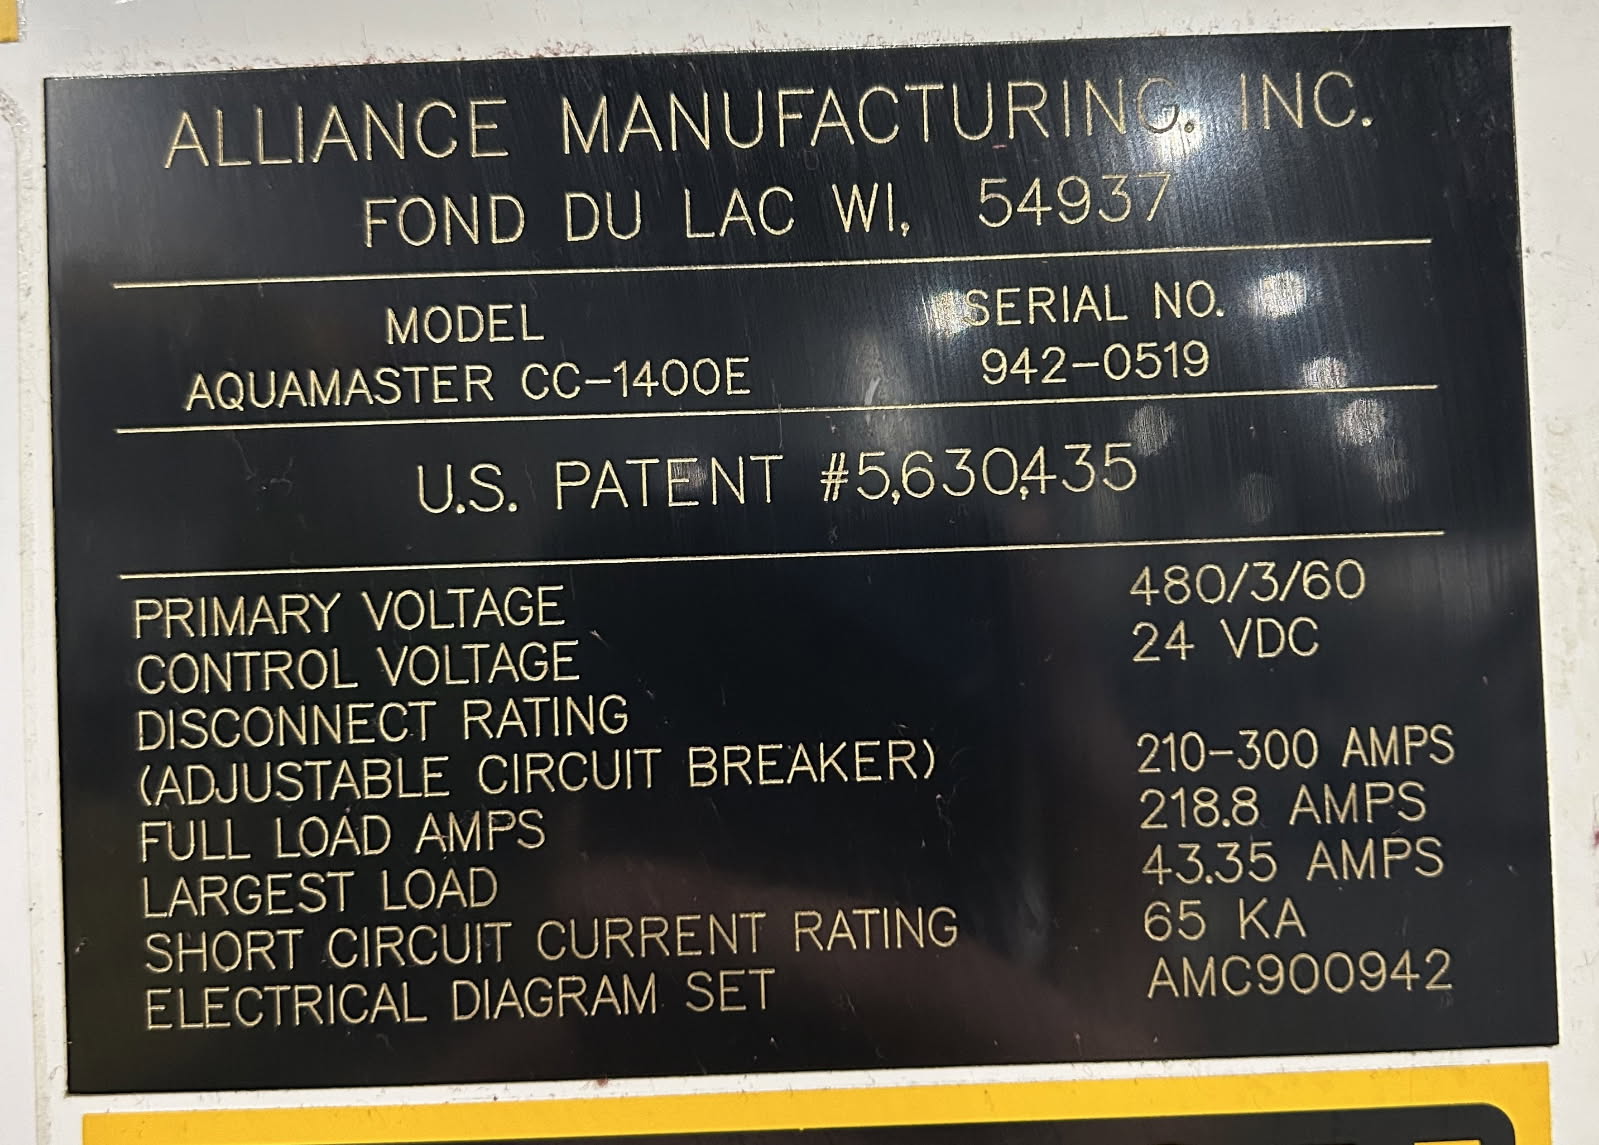 ALLIANCE MANUFACTURING, INC.
FOND DU LAC WI, 54937
MODEL SERIAL NO.
AQUAMASTER CC-1400E 942-0519
U.S. PATENT #5,630,435
PRIMARY VOLTAGE 480/3/60
CONTROL VOLTAGE 24 VDC
DISCONNECT RATING
(ADJUSTABLE CIRCUIT BREAKER) 210-300 AMPS
FULL LOAD AMPS 218.8 AMPS
LARGEST LOAD 43.35 AMPS
SHORT CIRCUIT CURRENT RATING 65 KA
ELECTRICAL DIAGRAM SET AMC900942